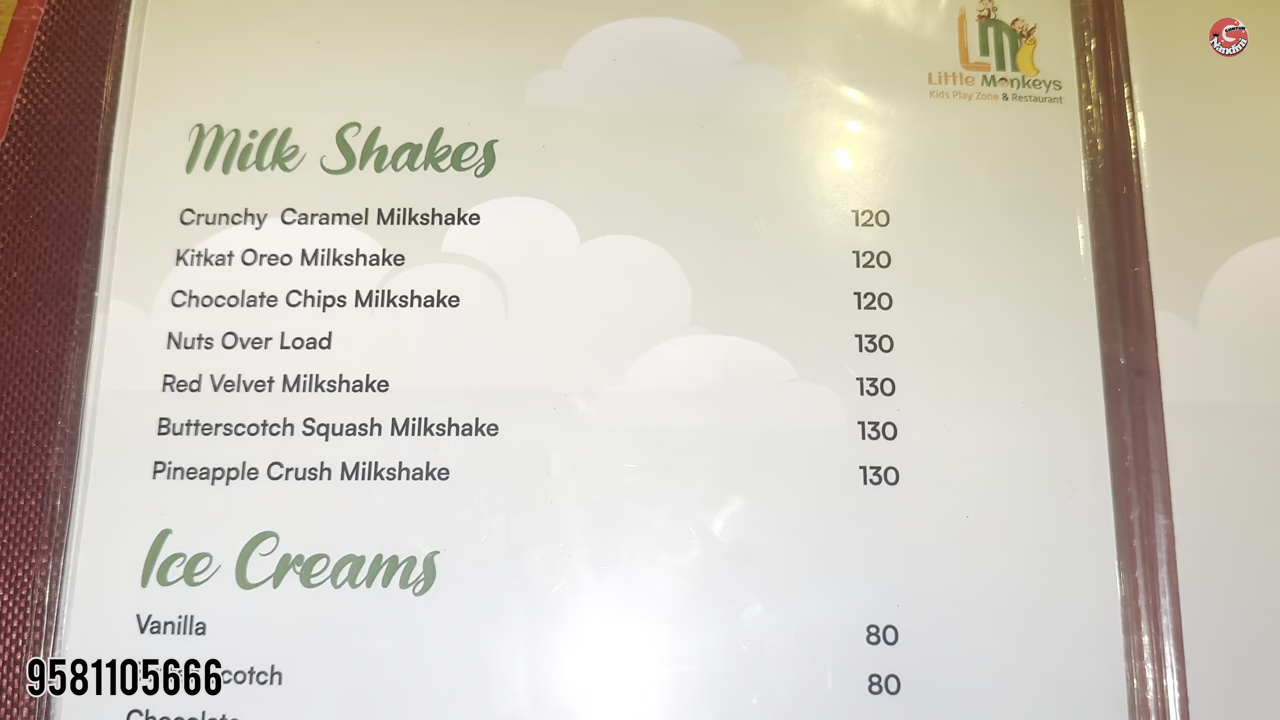 Little Monkeys
Kids Play Zone & Restaurant
Milk Shakes
Crunchy Caramel Milkshake 120
Kitkat Oreo Milkshake 120
Chocolate Chips Milkshake 120
Nuts Over Load 130
Red Velvet Milkshake 130
Butterscotch Squash Milkshake 130
Pineapple Crush Milkshake 130
Ice Creams
Vanilla 80
cotch 80
9581105666
Chocolate